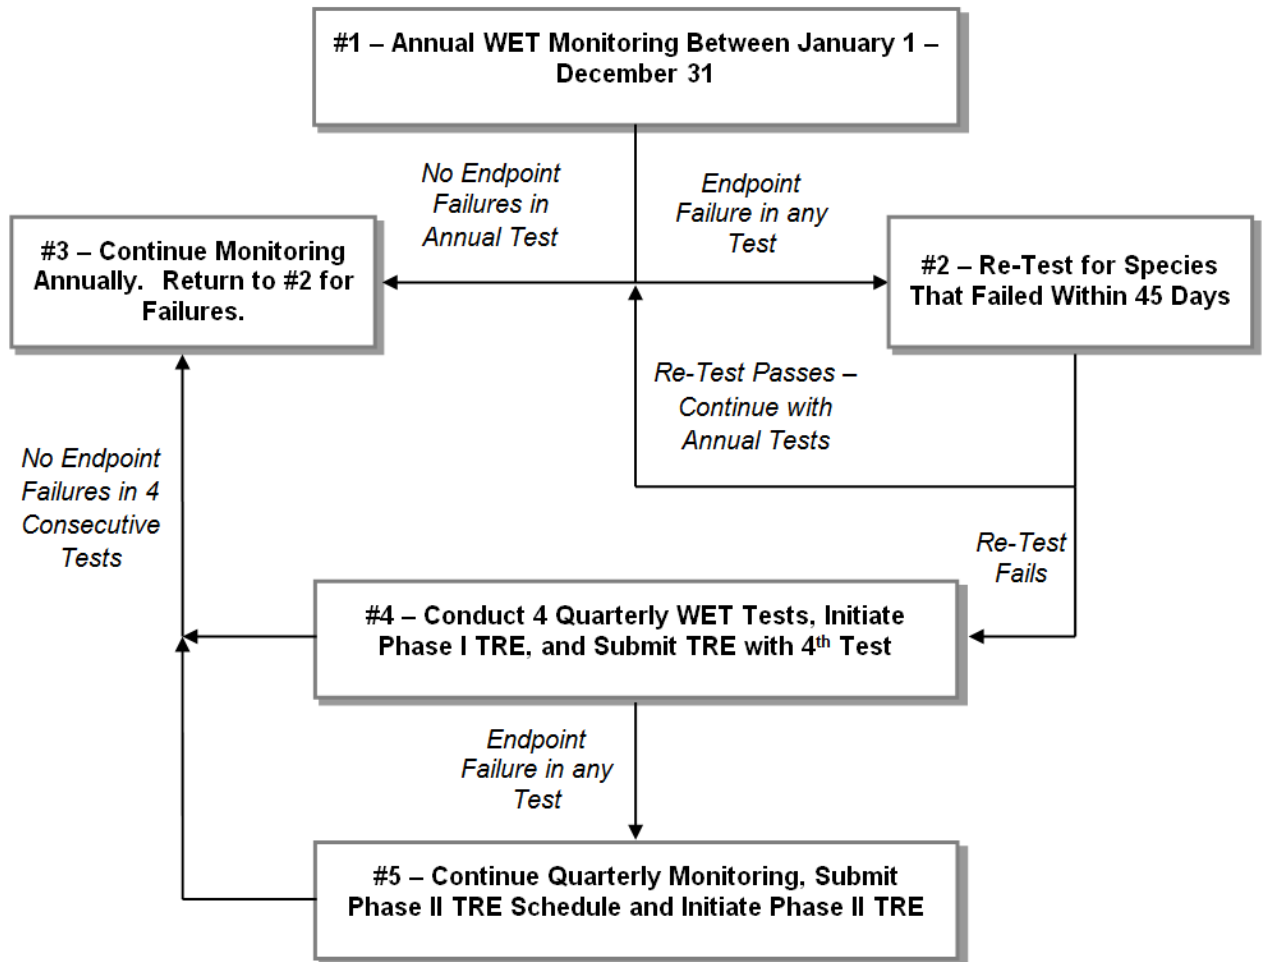 #1 – Annual WET Monitoring Between January 1 –
December 31
No Endpoint
Failures in
Annual Test
Endpoint
Failure in any
Test
#3 – Continue Monitoring
Annually.  Return to #2 for
Failures.
#2 – Re-Test for Species
That Failed Within 45 Days
Re-Test Passes –
Continue with
Annual Tests
No Endpoint
Failures in 4
Consecutive
Tests
Re-Test
Fails
#4 – Conduct 4 Quarterly WET Tests, Initiate
Phase I TRE, and Submit TRE with 4th Test
Endpoint
Failure in any
Test
#5 – Continue Quarterly Monitoring, Submit
Phase II TRE Schedule and Initiate Phase II TRE